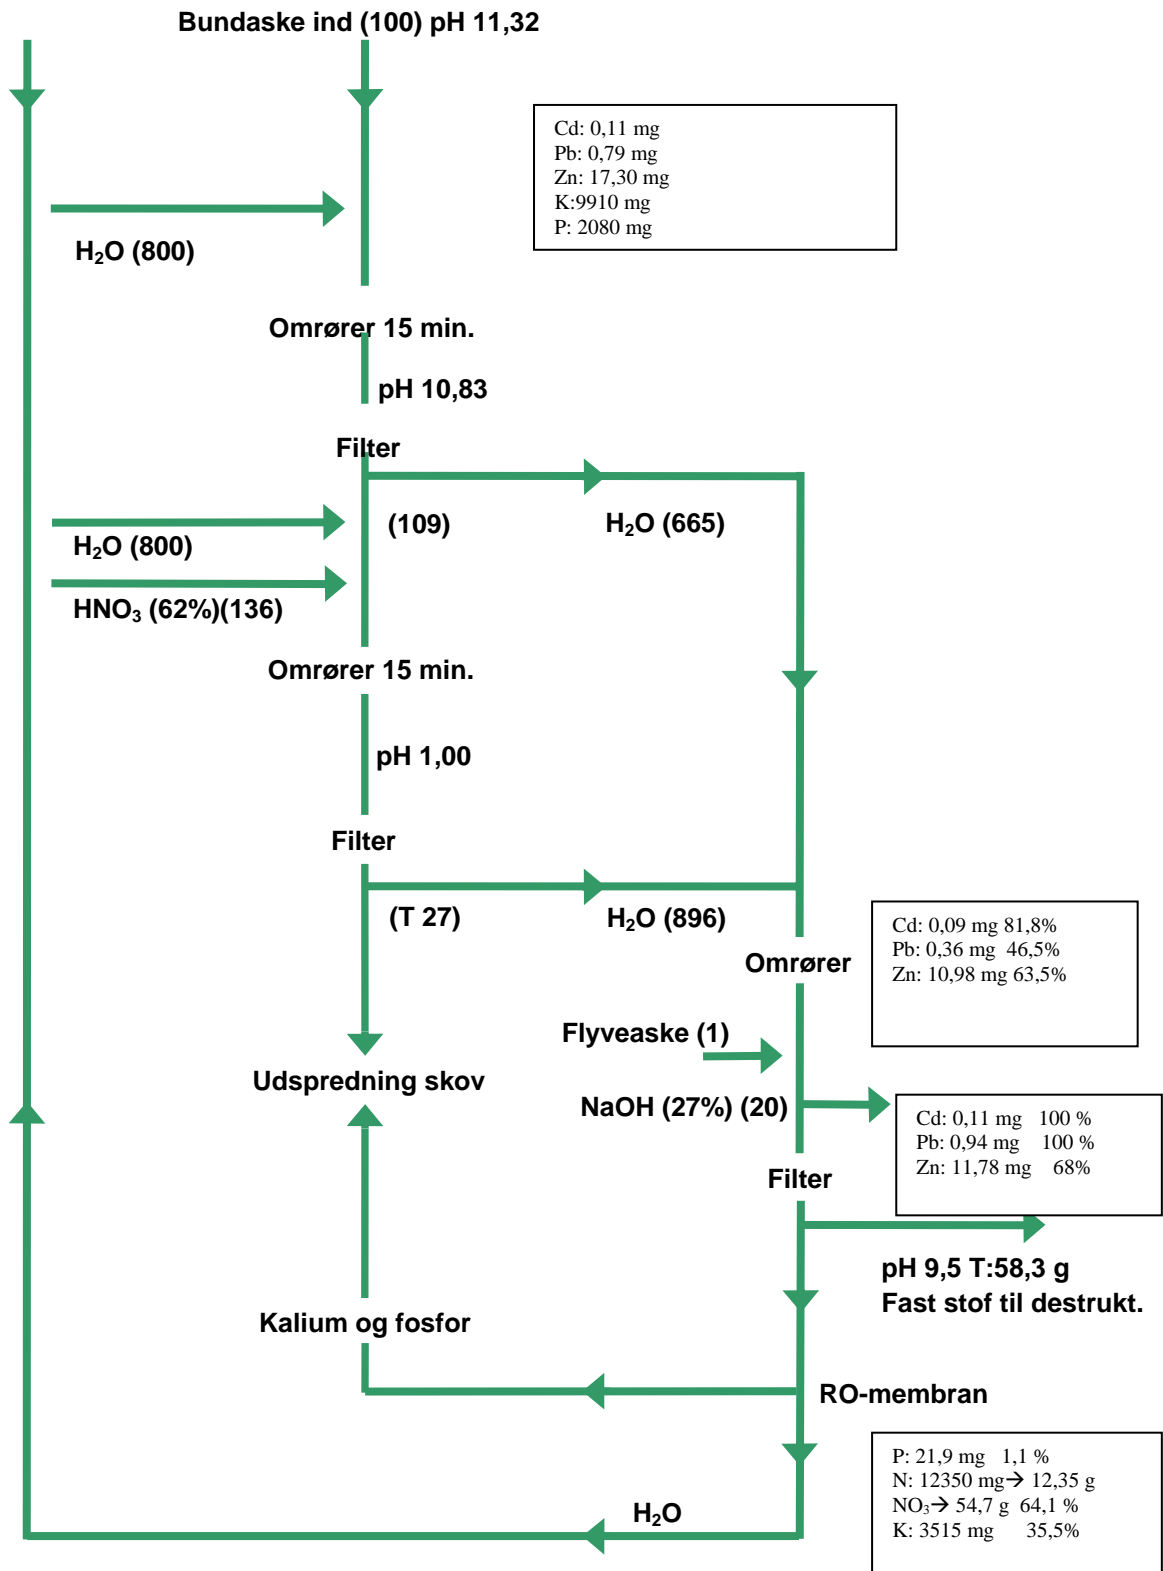 Bundaske ind (100) pH 11,32
Cd: 0,11 mg
Pb: 0,79 mg
Zn: 17,30 mg
K:9910 mg
P: 2080 mg
H₂O (800)
Omrører 15 min.
pH 10,83
Filter
(109)
H₂O (665)
H₂O (800)
HNO₃ (62%)(136)
Omrører 15 min.
pH 1,00
Filter
(T 27)
H₂O (896)
Cd: 0,09 mg 81,8%
Pb: 0,36 mg 46,5%
Zn: 10,98 mg 63,5%
Omrører
Flyveaske (1)
Udspredning skov
NaOH (27%) (20)
Cd: 0,11 mg 100 %
Pb: 0,94 mg 100 %
Zn: 11,78 mg 68%
Filter
pH 9,5 T:58,3 g
Fast stof til destrukt.
Kalium og fosfor
RO-membran
P: 21,9 mg 1,1 %
N: 12350 mg→ 12,35 g
NO₃→ 54,7 g 64,1 %
K: 3515 mg 35,5%
H₂O